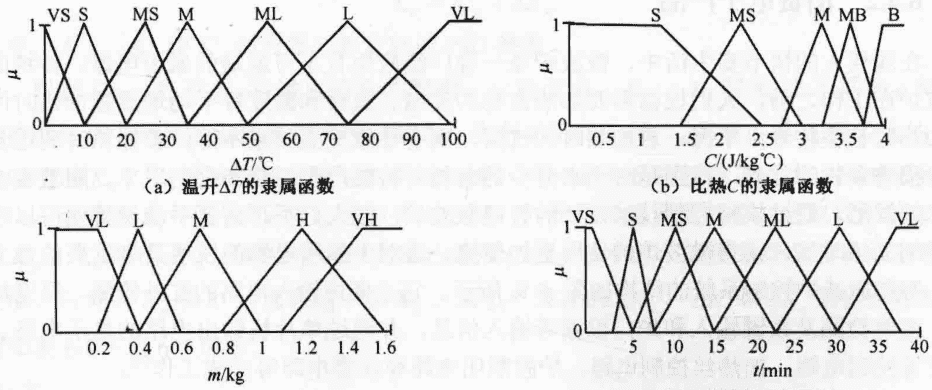 VS S MS M ML L VL
1
μ
0 10 20 30 40 50 60 70 80 90 100
ΔT/℃
(a) 温升ΔT的隶属函数
S MS M MB B
1
μ
0 0.5 1 1.5 2 2.5 3 3.5 4
C/(J/kg℃)
(b) 比热C的隶属函数
VL L M H VH
1
μ
0 0.2 0.4 0.6 0.8 1 1.2 1.4 1.6
m/kg
VS S MS M ML L VL
1
μ
0 5 10 15 20 25 30 35 40
t/min